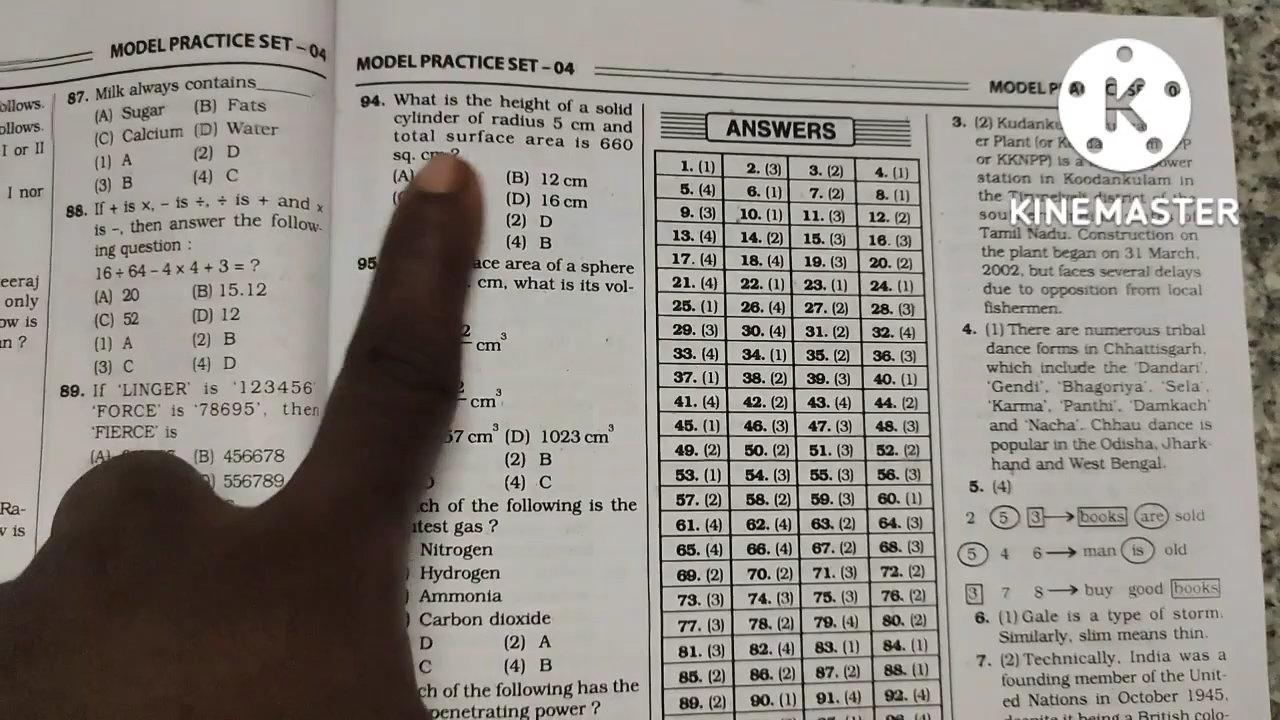 MODEL PRACTICE SET – 04
ollows.
ollows.
I or II
I nor
eeraj
only
ow is
n ?
Ra-
v is
87. Milk always contains______
(A) Sugar (B) Fats
(C) Calcium (D) Water
(1) A (2) D
(3) B (4) C
88. If + is x, – is ÷, ÷ is + and x
is –, then answer the follow-
ing question :
16 ÷ 64 – 4 x 4 + 3 = ?
(A) 20 (B) 15.12
(C) 52 (D) 12
(1) A (2) B
(3) C (4) D
89. If 'LINGER' is '123456'
'FORCE' is '78695', then
'FIERCE' is
(A) (B) 456678
556789
MODEL PRACTICE SET – 04
94. What is the height of a solid
cylinder of radius 5 cm and
total surface area is 660
sq. cm ?
(A) (B) 12 cm
(D) 16 cm
(2) D
(4) B
95. ace area of a sphere
cm, what is its vol-
cm³
cm³
57 cm³ (D) 1023 cm³
(2) B
(4) C
ch of the following is the
test gas ?
Nitrogen
Hydrogen
Ammonia
Carbon dioxide
D (2) A
C (4) B
ch of the following has the
penetrating power ?
ANSWERS
1. (1) 2. (3) 3. (2) 4. (1)
5. (4) 6. (1) 7. (2) 8. (1)
9. (3) 10. (1) 11. (3) 12. (2)
13. (4) 14. (2) 15. (3) 16. (3)
17. (4) 18. (4) 19. (3) 20. (2)
21. (4) 22. (1) 23. (1) 24. (1)
25. (1) 26. (4) 27. (2) 28. (3)
29. (3) 30. (4) 31. (2) 32. (4)
33. (4) 34. (1) 35. (2) 36. (3)
37. (1) 38. (2) 39. (3) 40. (1)
41. (4) 42. (2) 43. (4) 44. (2)
45. (1) 46. (3) 47. (3) 48. (3)
49. (2) 50. (2) 51. (3) 52. (2)
53. (1) 54. (3) 55. (3) 56. (3)
57. (2) 58. (2) 59. (3) 60. (1)
61. (4) 62. (4) 63. (2) 64. (3)
65. (4) 66. (4) 67. (2) 68. (3)
69. (2) 70. (2) 71. (3) 72. (2)
73. (3) 74. (3) 75. (3) 76. (2)
77. (3) 78. (2) 79. (4) 80. (2)
81. (3) 82. (4) 83. (1) 84. (1)
85. (2) 86. (2) 87. (2) 88. (1)
89. (2) 90. (1) 91. (4) 92. (4)
MODEL
K
KINEMASTER
3. (2) Kudanku
er Plant (or K
or KKNPP) is a power
station in Koodankulam in
the
sou
Tamil Nadu. Construction on
the plant began on 31 March,
2002, but faces several delays
due to opposition from local
fishermen.
4. (1) There are numerous tribal
dance forms in Chhattisgarh,
which include the 'Dandari',
'Gendi', 'Bhagoriya', 'Sela',
'Karma', 'Panthi', 'Damkach'
and 'Nacha'. Chhau dance is
popular in the Odisha, Jhark-
hand and West Bengal.
5. (4)
2 5 3 → books are sold
5 4 6 → man is old
3 7 8 → buy good books
6. (1) Gale is a type of storm.
Similarly, slim means thin.
7. (2) Technically, India was a
founding member of the Unit-
ed Nations in October 1945,
despite it being a British colo-